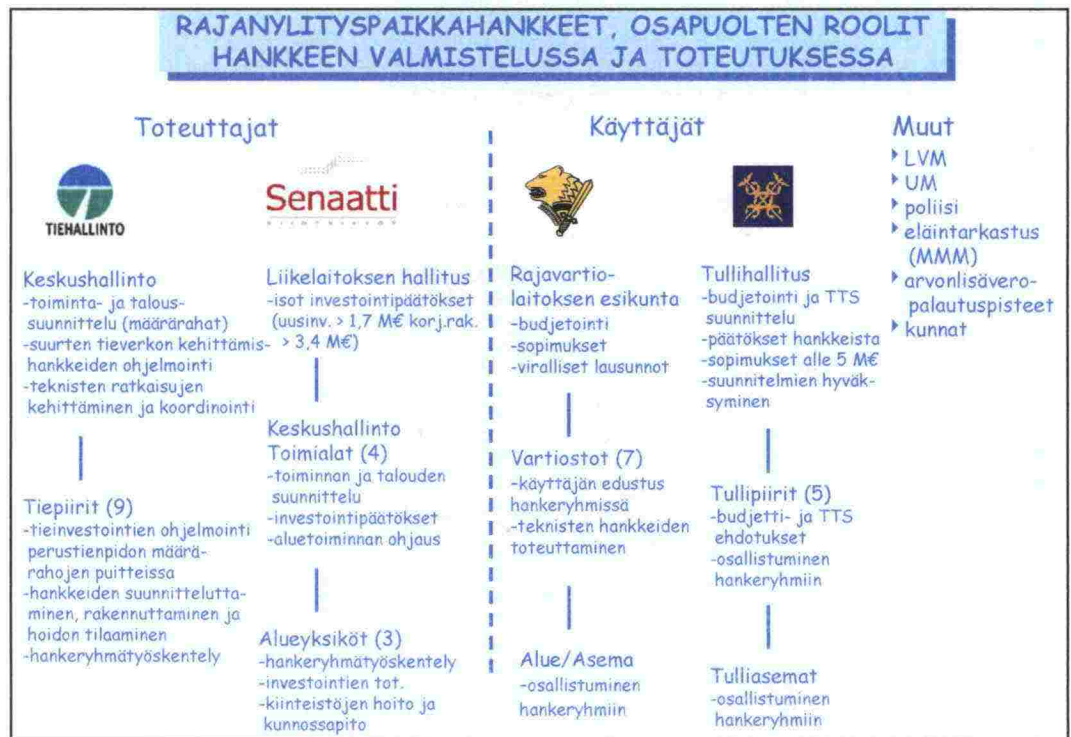 RAJANYLITYSPAIKKAHANKKEET, OSAPUOLTEN ROOLIT
HANKKEEN VALMISTELUSSA JA TOTEUTUKSESSA
Toteuttajat
TIEHALLINTO
Keskushallinto
-toiminta- ja talous-
suunnittelu (määrärahat)
-suurten tieverkon kehittämis-
hankkeiden ohjelmointi
-teknisten ratkaisujen
kehittäminen ja koordinointi
Tiepiirit (9)
-tieinvestointien ohjelmointi
perustienpidon määrä-
rahojen puitteissa
-hankkeiden suunnittelutta-
minen, rakennuttaminen ja
hoidon tilaaminen
-hankeryhmätyöskentely
Senaatti
Liikelaitoksen hallitus
-isot investointipäätökset
(uusinv. > 1,7 M€ korj.rak.
> 3,4 M€)
Keskushallinto
Toimialat (4)
-toiminnan ja talouden
suunnittelu
-investointipäätökset
-aluetoiminnan ohjaus
Alueyksiköt (3)
-hankeryhmätyöskentely
-investointien tot.
-kiinteistöjen hoito ja
kunnossapito
Käyttäjät
Rajavartio-
laitoksen esikunta
-budjetointi
-sopimukset
-viralliset lausunnot
Vartiostot (7)
-käyttäjän edustus
hankeryhmissä
-teknisten hankkeiden
toteuttaminen
Alue/Asema
-osallistuminen
hankeryhmiin
Tullihallitus
-budjetointi ja TTS
suunnittelu
-päätökset hankkeista
-sopimukset alle 5 M€
-suunnitelmien hyväk-
syminen
Tullipiirit (5)
-budjetti- ja TTS
ehdotukset
-osallistuminen
hankeryhmiin
Tulliasemat
-osallistuminen
hankeryhmiin
Muut
LVM
UM
poliisi
eläintarkastus
(MMM)
arvonlisävero-
palautuspisteet
kunnat